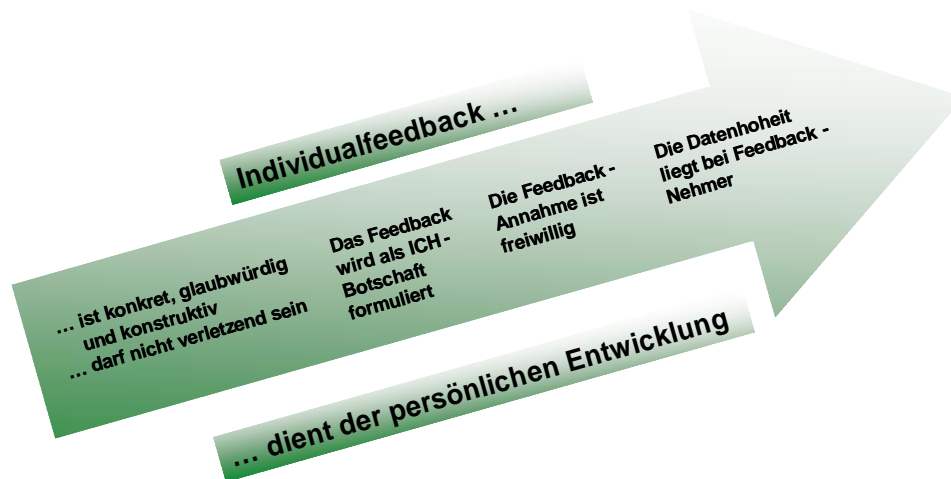 Individualfeedback ...
... ist konkret, glaubwürdig
und konstruktiv
... darf nicht verletzend sein
Das Feedback
wird als ICH-
Botschaft
formuliert
Die Feedback -
Annahme ist
freiwillig
Die Datenhoheit
liegt bei Feedback -
Nehmer
... dient der persönlichen Entwicklung